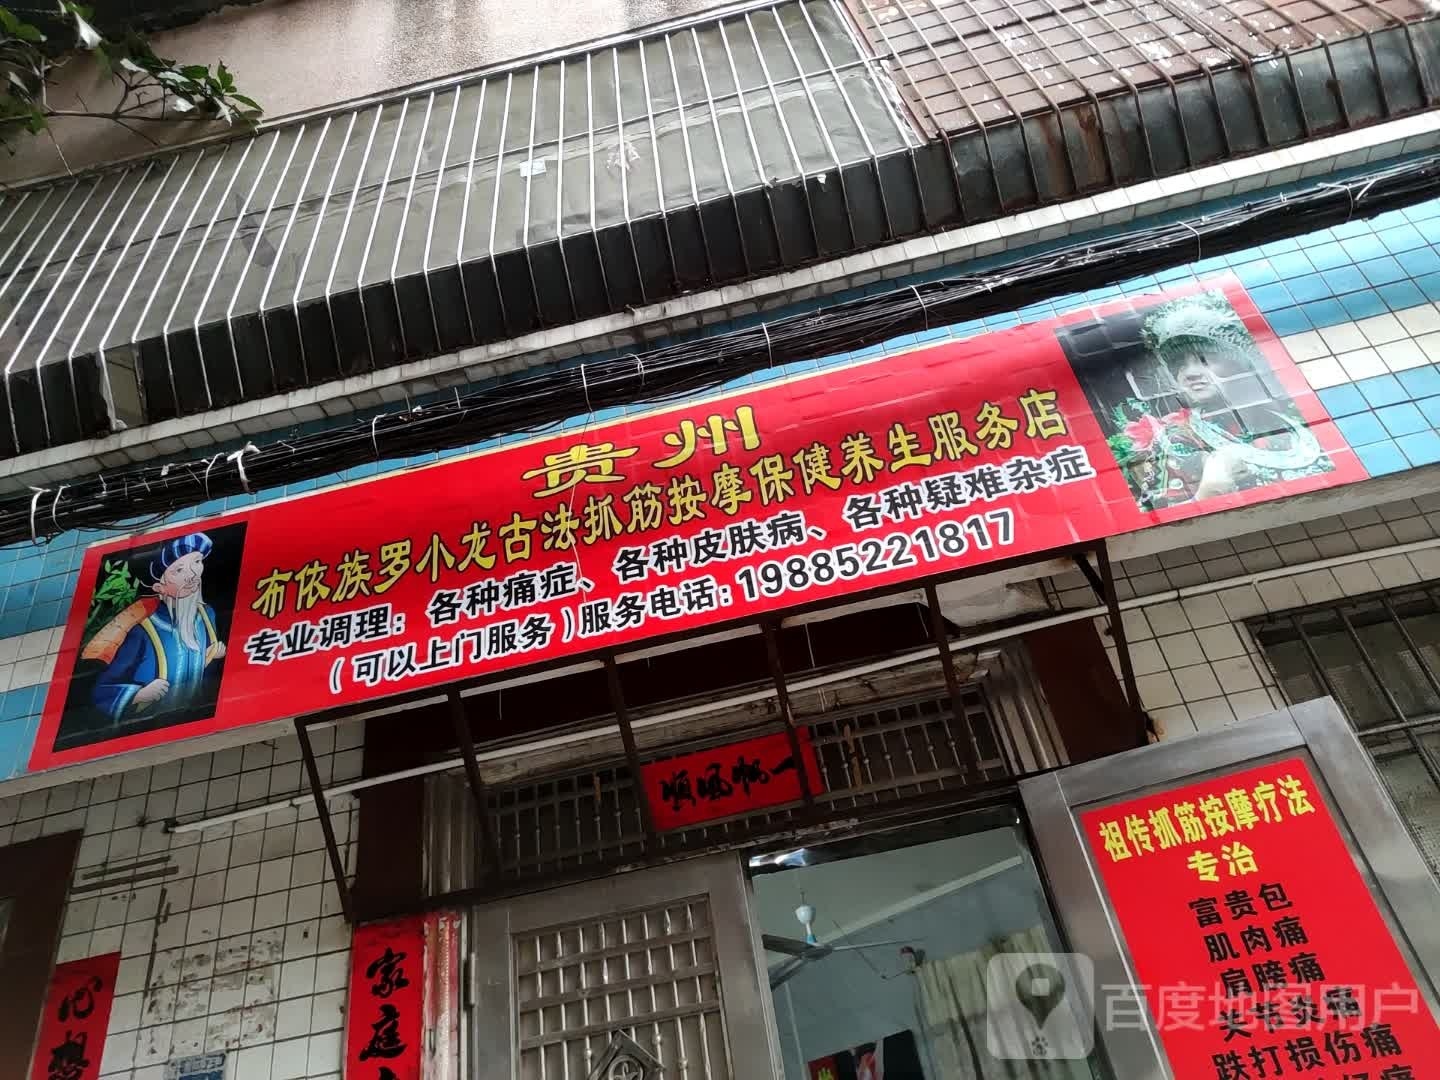 贵州
布依族罗小龙古法抓筋按摩保健养生服务店
专业调理：各种痛症、各种皮肤病、各种疑难杂症
（可以上门服务）服务电话：19885221817
一帆风顺
祖传抓筋按摩疗法
专治
富贵包
肌肉痛
肩膀痛
跌打损伤痛
家庭
心想
百度地图用户